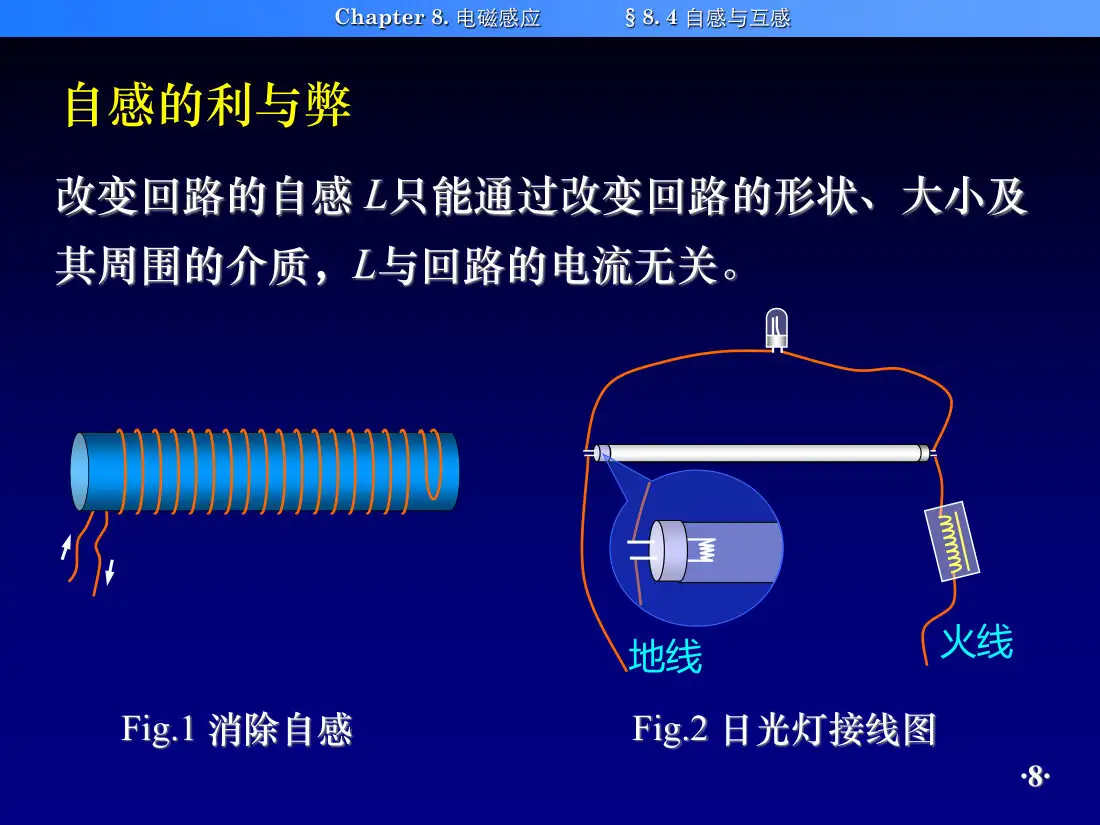 Chapter 8. 电磁感应 § 8. 4 自感与互感
自感的利与弊
改变回路的自感 L只能通过改变回路的形状、大小及
其周围的介质，L与回路的电流无关。
地线
火线
Fig.1 消除自感
Fig.2 日光灯接线图
·8·